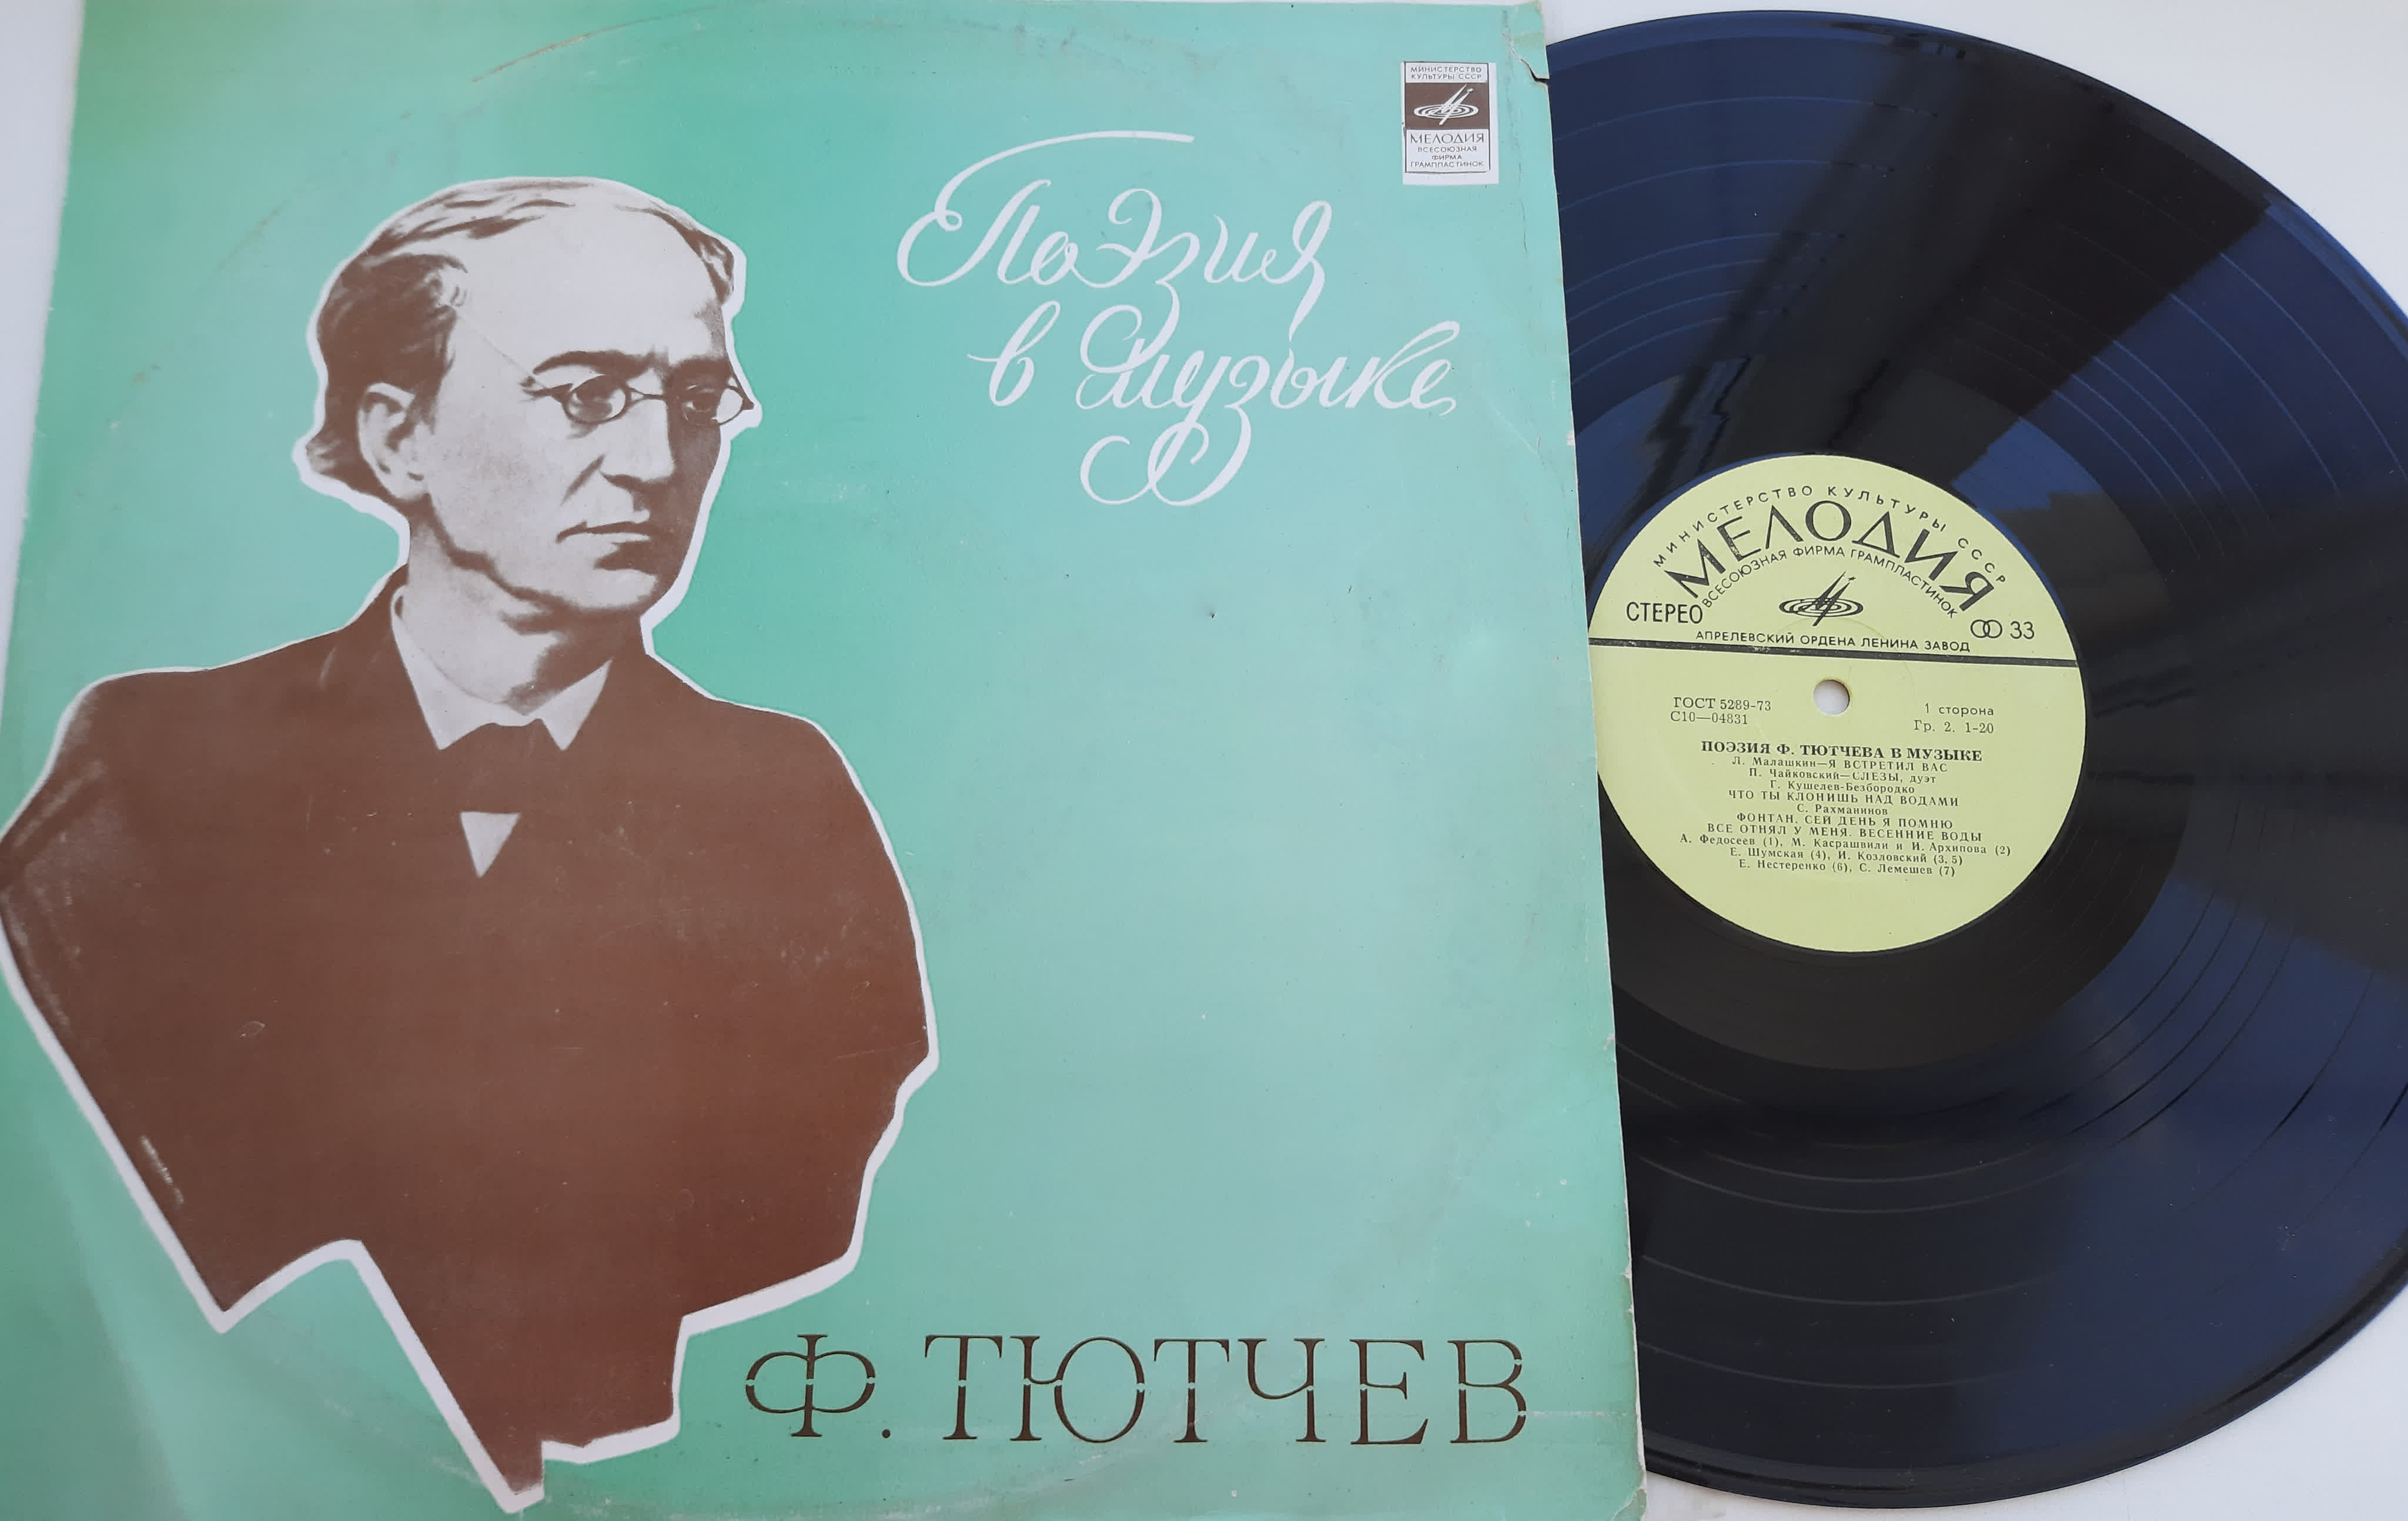 МИНИСТЕРСТВО
КУЛЬТУРЫ СССР
МЕЛОДИЯ
ВСЕСОЮЗНАЯ
ФИРМА
ГРАМПЛАСТИНОК
Поэзия
в музыке
Ф. ТЮТЧЕВ
МИНИСТЕРСТВО КУЛЬТУРЫ СССР
МЕЛОДИЯ
ВСЕСОЮЗНАЯ ФИРМА ГРАМПЛАСТИНОК
СТЕРЕО
33
АПРЕЛЕВСКИЙ ОРДЕНА ЛЕНИНА ЗАВОД
ГОСТ 5289-73
С10—04831
1 сторона
Гр. 2. 1-20
ПОЭЗИЯ Ф. ТЮТЧЕВА В МУЗЫКЕ
Л. Малашкин—Я ВСТРЕТИЛ ВАС
П. Чайковский—СЛЕЗЫ, дуэт
Г. Кушелев-Безбородко
ЧТО ТЫ КЛОНИШЬ НАД ВОДАМИ
С. Рахманинов
ФОНТАН. СЕЙ ДЕНЬ Я ПОМНЮ
ВСЕ ОТНЯЛ У МЕНЯ. ВЕСЕННИЕ ВОДЫ
А. Федосеев (1), М. Касрашвили и И. Архипова (2)
Е. Шумская (4), И. Козловский (3, 5)
Е. Нестеренко (6), С. Лемешев (7)